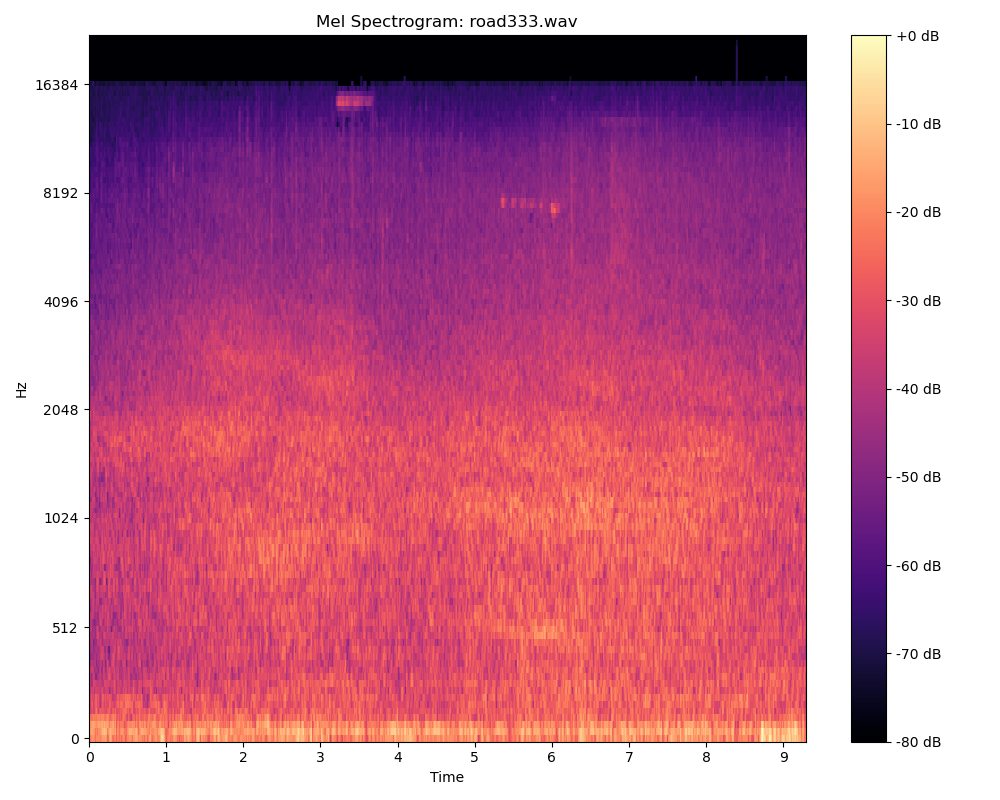 Mel Spectrogram: road333.wav
+0 dB
16384
-10 dB
8192
-20 dB
4096
-30 dB
Hz
2048
-40 dB
-50 dB
1024
-60 dB
512
-70 dB
0
-80 dB
0 1 2 3 4 5 6 7 8 9
Time